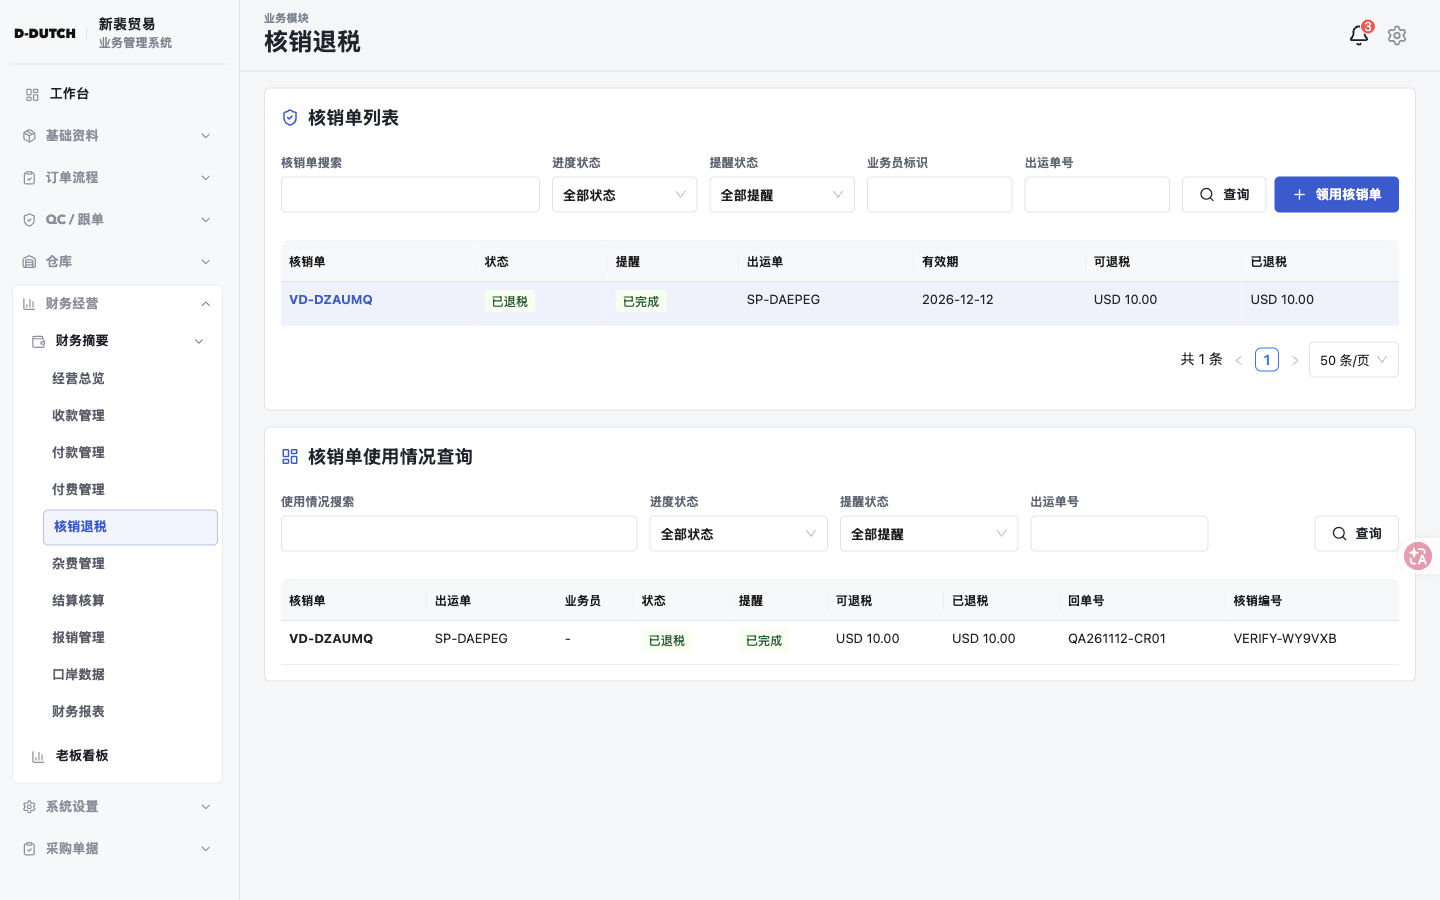 D-DUTCH
新裴贸易
业务管理系统
工作台
基础资料
订单流程
QC / 跟单
仓库
财务经营
财务摘要
经营总览
收款管理
付款管理
付费管理
核销退税
杂费管理
结算核算
报销管理
口岸数据
财务报表
老板看板
系统设置
采购单据
业务模块
核销退税
3
核销单列表
核销单搜索 进度状态 提醒状态 业务员标识 出运单号
全部状态 全部提醒 查询 领用核销单
核销单 状态 提醒 出运单 有效期 可退税 已退税
VD-DZAUMQ 已退税 已完成 SP-DAEPEG 2026-12-12 USD 10.00 USD 10.00
共 1 条 1 50 条/页
核销单使用情况查询
使用情况搜索 进度状态 提醒状态 出运单号
全部状态 全部提醒 查询
核销单 出运单 业务员 状态 提醒 可退税 已退税 回单号 核销编号
VD-DZAUMQ SP-DAEPEG - 已退税 已完成 USD 10.00 USD 10.00 QA261112-CR01 VERIFY-WY9VXB